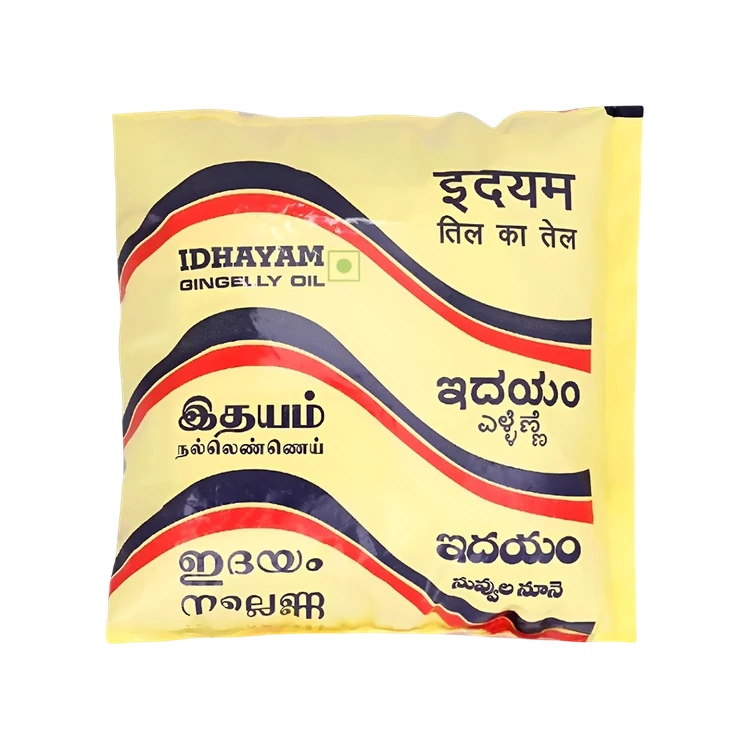 इदयम
तिल का तेल
IDHAYAM
GINGELLY OIL
ಇದಯಂ
ಎಳ್ಳೆಣ್ಣೆ
இதயம்
நல்லெண்ணெய்
ఇదయం
నువ్వుల నూనె
ഇദയം
നല്ലെണ്ണ